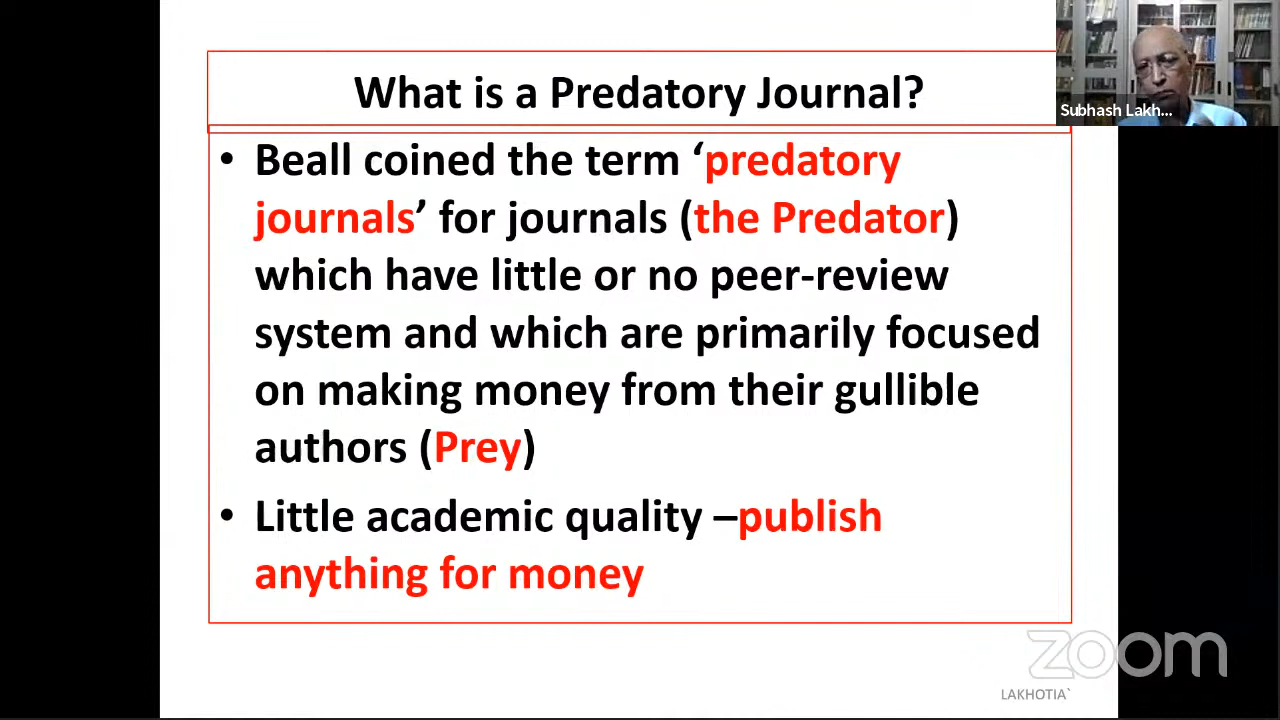 What is a Predatory Journal?
Subhash Lakh...
• Beall coined the term ‘predatory
journals’ for journals (the Predator)
which have little or no peer-review
system and which are primarily focused
on making money from their gullible
authors (Prey)
• Little academic quality –publish
anything for money
zoom
LAKHOTIA`